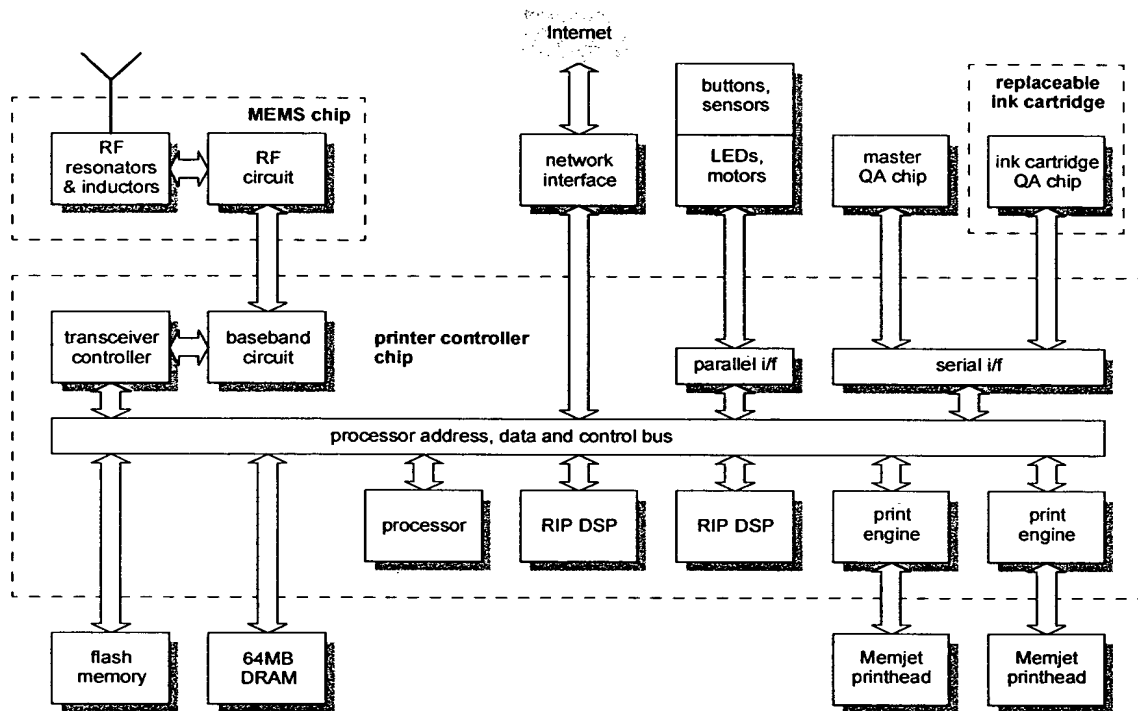 Internet
buttons,
sensors
replaceable
ink cartridge
MEMS chip
RF
resonators
& inductors
RF
circuit
network
interface
LEDs,
motors
master
QA chip
ink cartridge
QA chip
transceiver
controller
baseband
circuit
printer controller
chip
parallel i/f
serial i/f
processor address, data and control bus
processor
RIP DSP
RIP DSP
print
engine
print
engine
flash
memory
64MB
DRAM
Memjet
printhead
Memjet
printhead